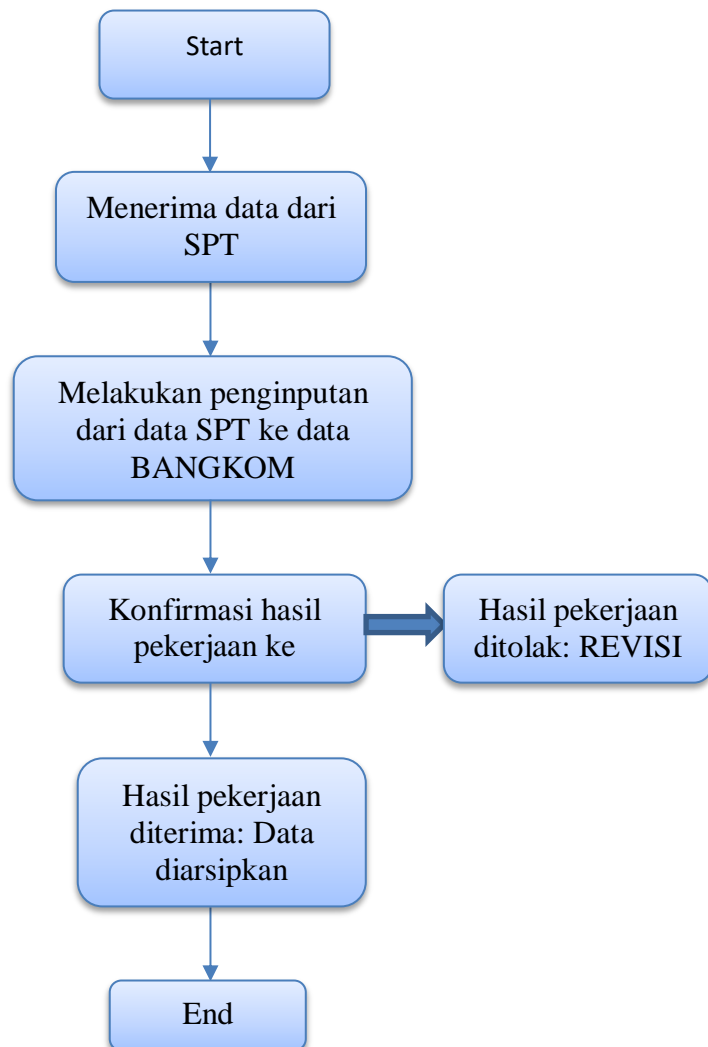 Start
Menerima data dari
SPT
Melakukan penginputan
dari data SPT ke data
BANGKOM
Konfirmasi hasil
pekerjaan ke
Hasil pekerjaan
ditolak: REVISI
Hasil pekerjaan
diterima: Data
diarsipkan
End